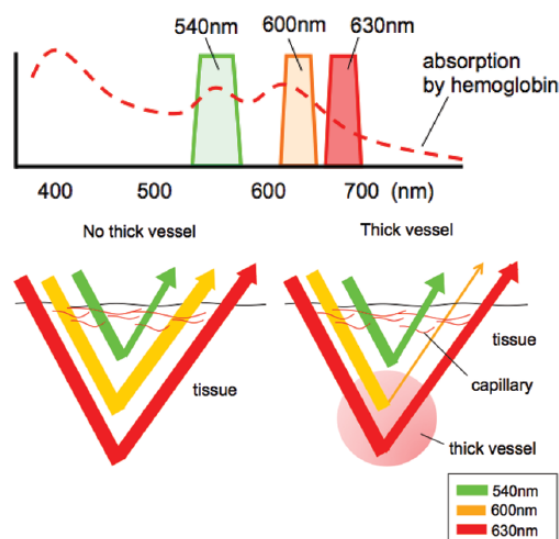 540nm 600nm 630nm
absorption
by hemoglobin
400 500 600 700 (nm)
No thick vessel Thick vessel
tissue
tissue
capillary
thick vessel
540nm
600nm
630nm